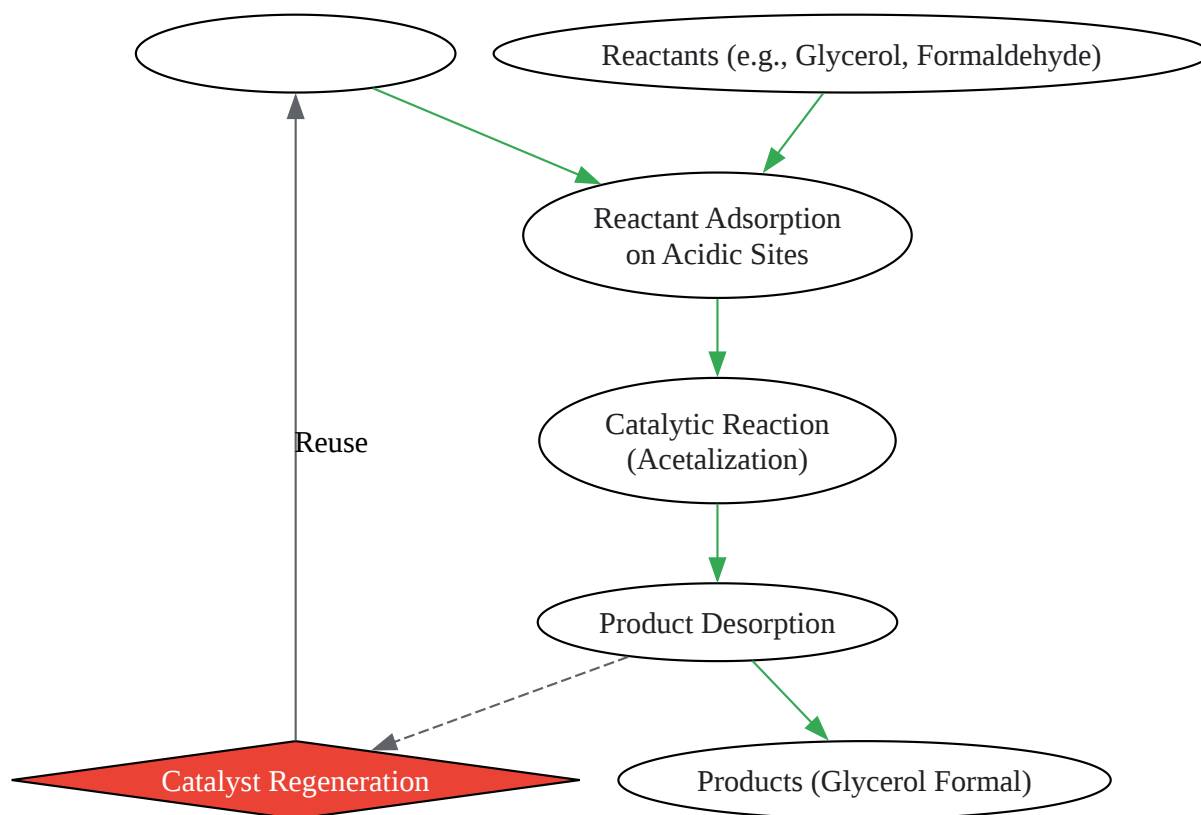 Reactants (e.g., Glycerol, Formaldehyde)
Reactant Adsorption
on Acidic Sites
Catalytic Reaction
(Acetalization)
Reuse
Product Desorption
Catalyst Regeneration
Products (Glycerol Formal)